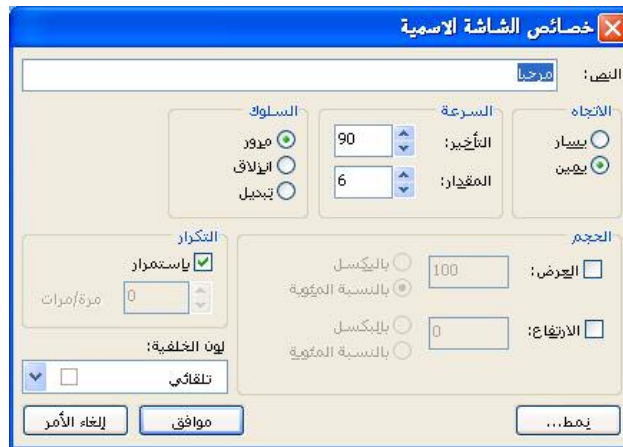 خصائص الشاشة الاسمية
النص: مرحبا
الاتجاه
يسار
يمين
السرعة
التأخير: 90
المقدار: 6
السلوك
مرور
انزلاق
تبديل
الحجم
العرض: 100
بالبكسل
بالنسبة المئوية
الارتفاع: 0
بالبكسل
بالنسبة المئوية
التكرار
باستمرار
0 مرة/مرات
لون الخلفية:
تلقائي
نمط...
موافق
إلغاء الأمر